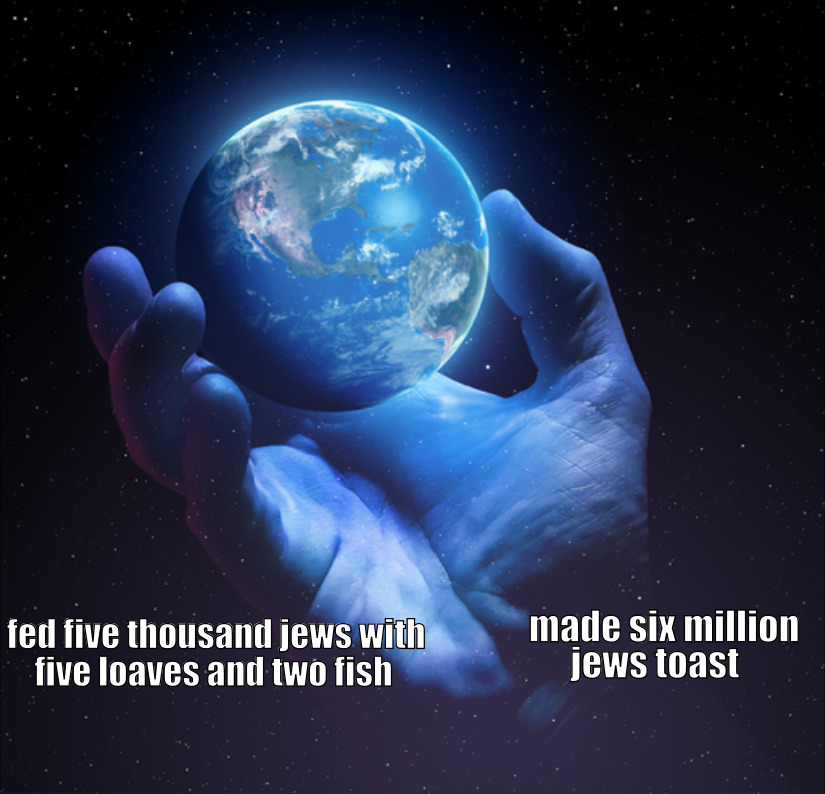 fed five thousand jews with
five loaves and two fish
made six million
jews toast